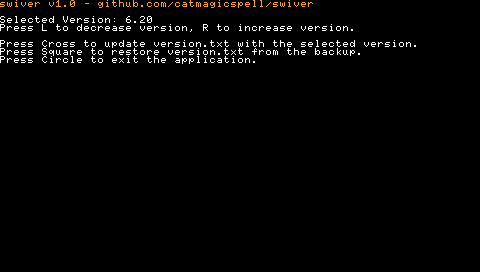 swiver v1.0 - github.com/catmagicspell/swiver
Selected Version: 6.20
Press L to decrease version, R to increase version.
Press Cross to update version.txt with the selected version.
Press Square to restore version.txt from the backup.
Press Circle to exit the application.